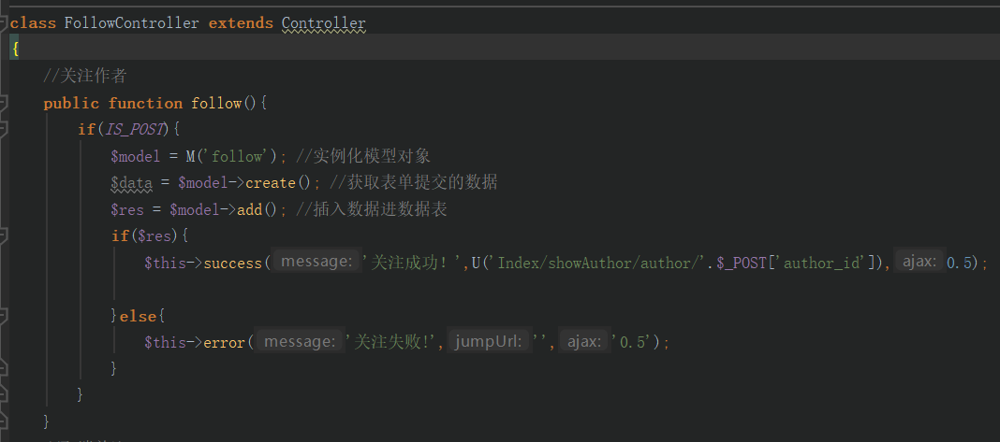 class FollowController extends Controller
{
//关注作者
public function follow(){
if(IS_POST){
$model = M('follow'); //实例化模型对象
$data = $model->create(); //获取表单提交的数据
$res = $model->add(); //插入数据进数据表
if($res){
$this->success( message: '关注成功！',U('Index/showAuthor/author/'.$_POST['author_id']), ajax: 0.5);
}else{
$this->error( message: '关注失败!', jumpUrl: '', ajax: '0.5');
}
}
}